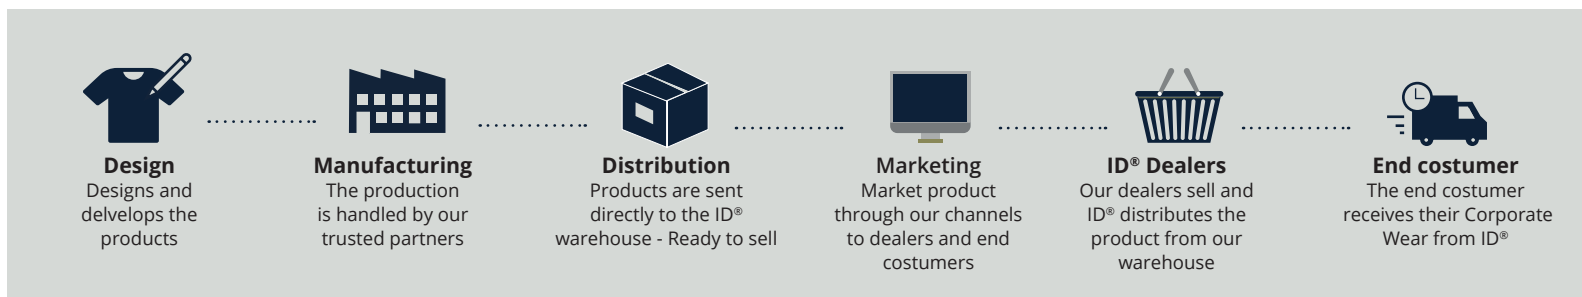 Design
Designs and
delvelops the
products
Manufacturing
The production
is handled by our
trusted partners
Distribution
Products are sent
directly to the ID®
warehouse - Ready to sell
Marketing
Market product
through our channels
to dealers and end
costumers
ID® Dealers
Our dealers sell and
ID® distributes the
product from our
warehouse
End costumer
The end costumer
receives their Corporate
Wear from ID®